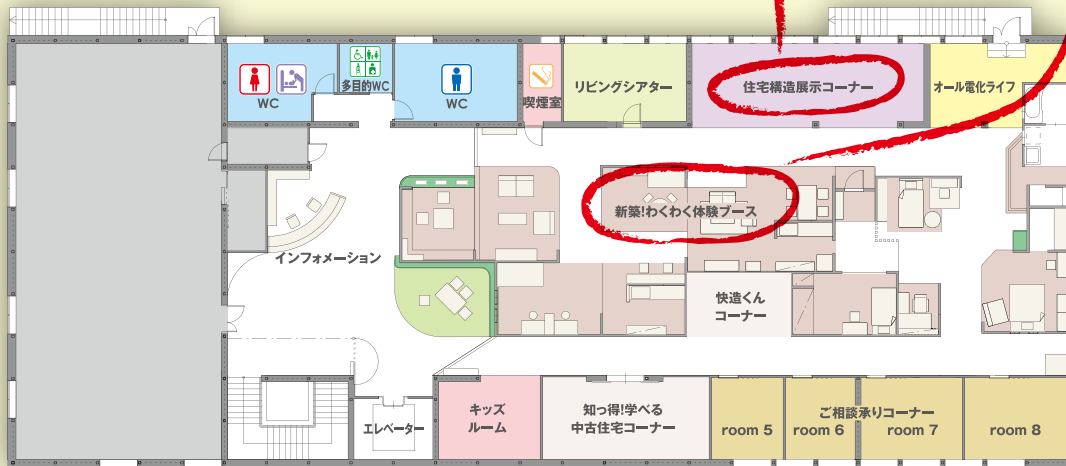 WC
多目的WC
WC
喫煙室
リビングシアター
住宅構造展示コーナー
オール電化ライフ
新築!わくわく体験ブース
インフォメーション
快造くん
コーナー
エレベーター
キッズ
ルーム
知っ得!学べる
中古住宅コーナー
ご相談承りコーナー
room 5
room 6
room 7
room 8